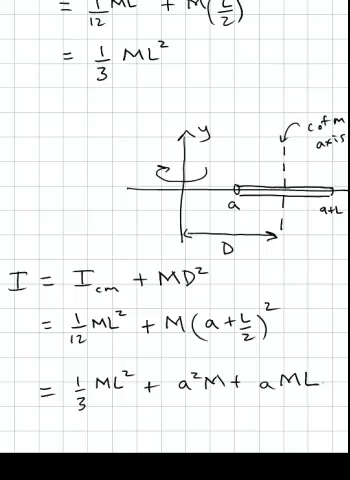 = 1/12 ML² + M(L/2)²
= 1/3 ML²
y
c of m
axis
a
a+L
D
I = I_cm + MD²
= 1/12 ML² + M(a + L/2)²
= 1/3 ML² + a²M + aML